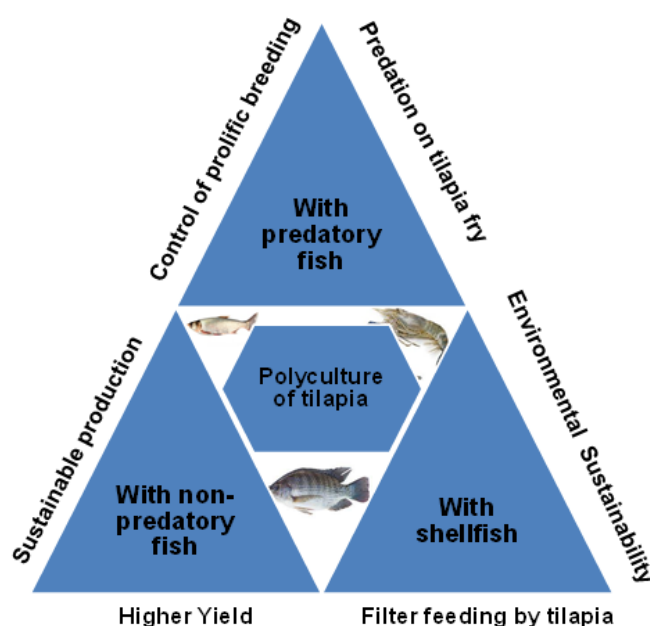 Control of prolific breeding
Predation on tilapia fry
With
predatory
fish
Sustainable production
Environmental Sustainability
Polyculture
of tilapia
With non-
predatory
fish
With
shellfish
Higher Yield
Filter feeding by tilapia